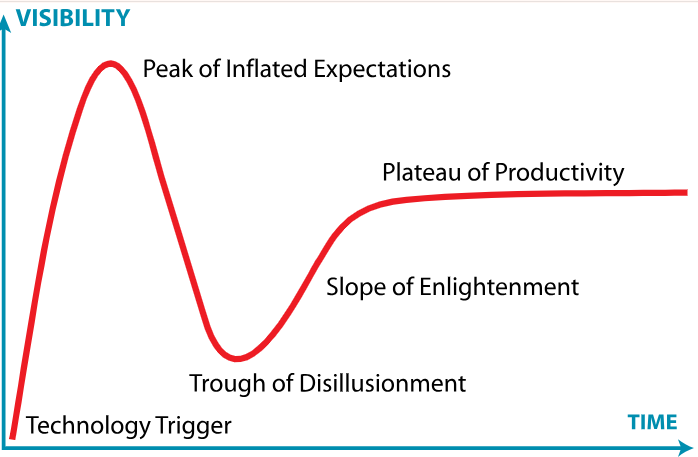 VISIBILITY
Peak of Inflated Expectations
Plateau of Productivity
Slope of Enlightenment
Trough of Disillusionment
Technology Trigger
TIME